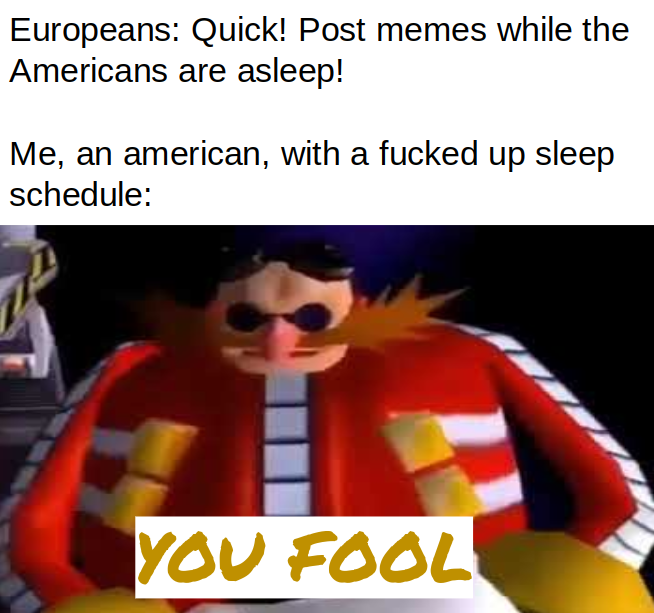 Europeans: Quick! Post memes while the
Americans are asleep!
Me, an american, with a fucked up sleep
schedule:
YOU FOOL